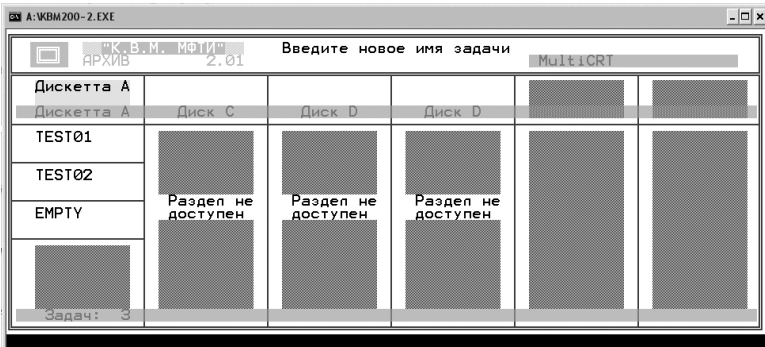 A:\KBM200-2.EXE
"К.В.М. МФТИ"
АРХИВ 2.01
Введите новое имя задачи
MultiCRT
Дискетта A
Дискетта A Диск C Диск D Диск D
TEST01
TEST02
EMPTY
Раздел не доступен
Раздел не доступен
Раздел не доступен
Задач: 3